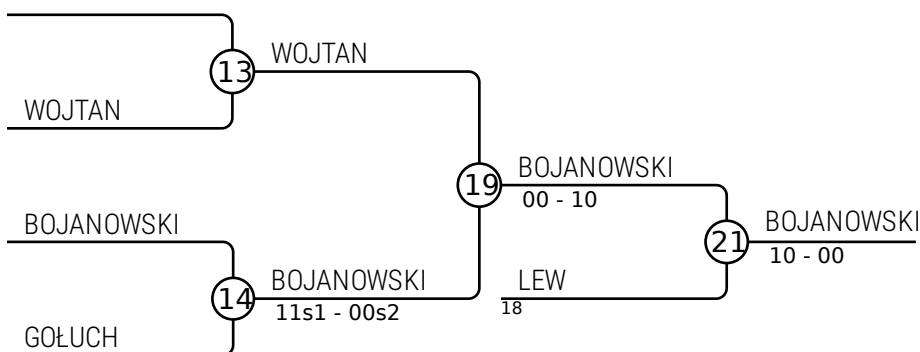 13
WOJTAN
WOJTAN
19
BOJANOWSKI
00 - 10
BOJANOWSKI
21
BOJANOWSKI
10 - 00
14
BOJANOWSKI
11s1 - 00s2
LEW
18
GOŁUCH